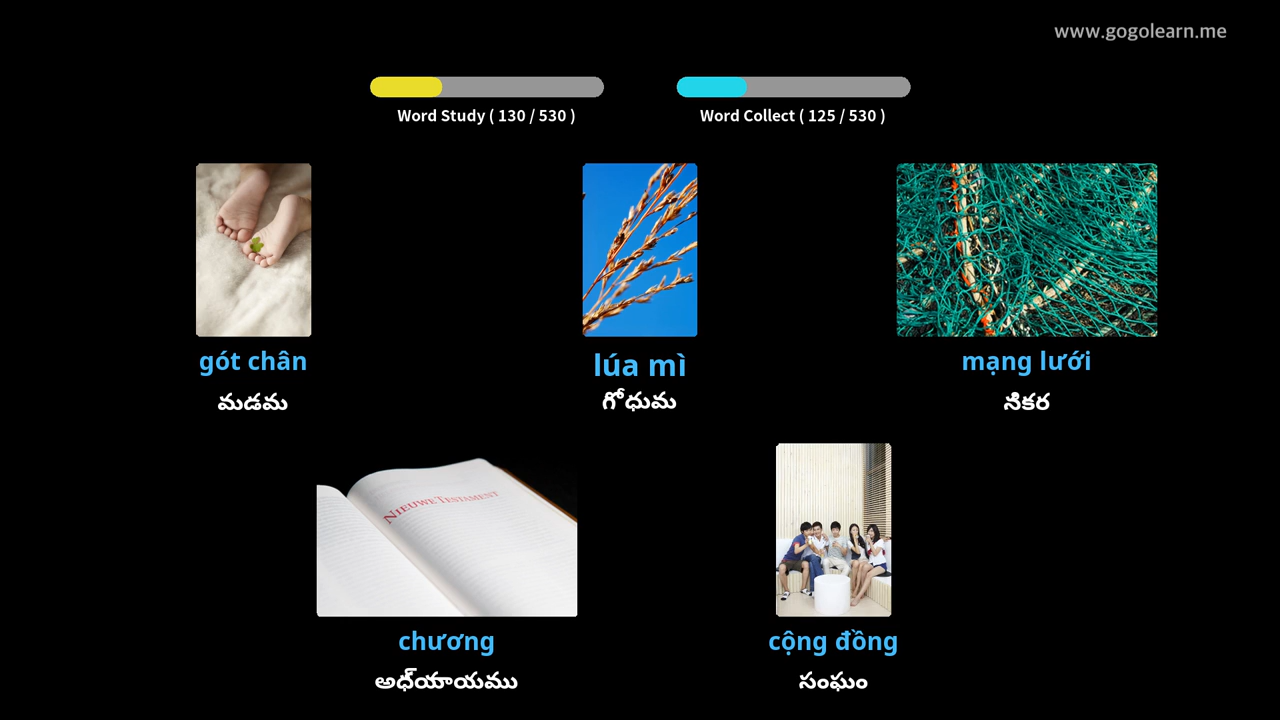 www.gogolearn.me
Word Study ( 130 / 530 )
Word Collect ( 125 / 530 )
gót chân
lúa mì
mạng lưới
మడమ
గోధుమ
నికర
NIEUWE TESTAMENT
chương
cộng đồng
అధ్యాయము
సంఘం